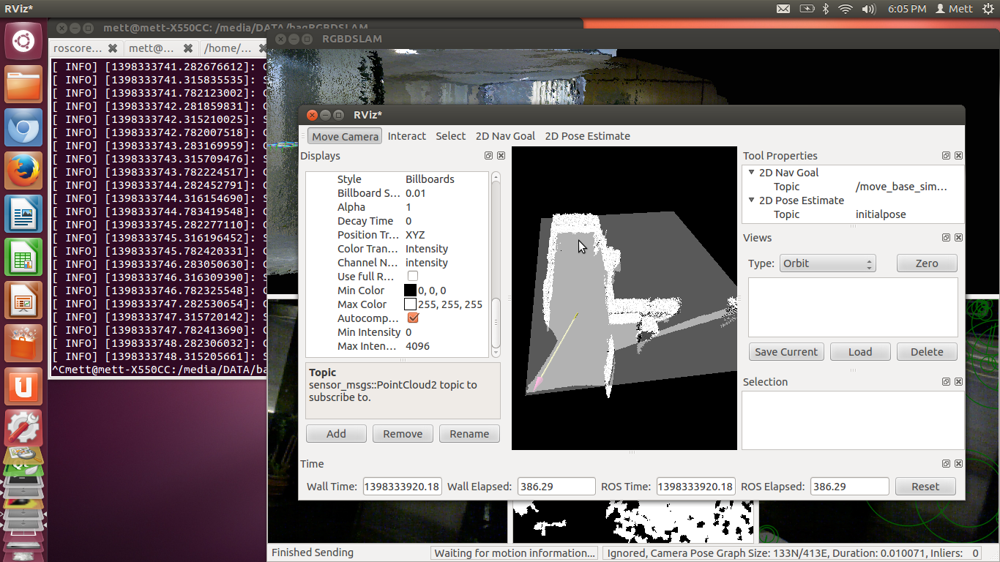 RViz*
6:05 PM
Mett
mett@mett-X550CC: /media/DATA/bagRGBDSLAM
roscore...
mett@...
/home/...
[ INFO] [1398333741.282676612]: C
[ INFO] [1398333741.315835535]: S
[ INFO] [1398333741.782123002]: C
[ INFO] [1398333742.281859831]: C
[ INFO] [1398333742.315210025]: S
[ INFO] [1398333742.782007518]: C
[ INFO] [1398333743.283169959]: C
[ INFO] [1398333743.315709476]: S
[ INFO] [1398333743.782224517]: C
[ INFO] [1398333744.282452791]: C
[ INFO] [1398333744.316154690]: S
[ INFO] [1398333744.783419548]: C
[ INFO] [1398333745.282277110]: C
[ INFO] [1398333745.316196452]: S
[ INFO] [1398333745.782420331]: C
[ INFO] [1398333746.283050630]: C
[ INFO] [1398333746.316309390]: S
[ INFO] [1398333746.782325548]: C
[ INFO] [1398333747.282530654]: C
[ INFO] [1398333747.315720142]: S
[ INFO] [1398333747.782413690]: C
[ INFO] [1398333748.282306032]: C
[ INFO] [1398333748.315205661]: S
^Cmett@mett-X550CC:/media/DATA/ba
RGBDSLAM
RViz*
Move Camera
Interact
Select
2D Nav Goal
2D Pose Estimate
Displays
Style Billboards
Billboard S... 0.01
Alpha 1
Decay Time 0
Position Tr... XYZ
Color Tran... Intensity
Channel N... intensity
Use full R...
Min Color 0, 0, 0
Max Color 255, 255, 255
Autocomp...
Min Intensity 0
Max Inten... 4096
Topic
sensor_msgs::PointCloud2 topic to
subscribe to.
Add
Remove
Rename
Tool Properties
2D Nav Goal
Topic /move_base_sim...
2D Pose Estimate
Topic initialpose
Views
Type: Orbit
Zero
Save Current
Load
Delete
Selection
Time
Wall Time: 1398333920.18
Wall Elapsed: 386.29
ROS Time: 1398333920.18
ROS Elapsed: 386.29
Reset
Finished Sending
Waiting for motion information...
Ignored, Camera Pose Graph Size: 133N/413E, Duration: 0.010071, Inliers: 0